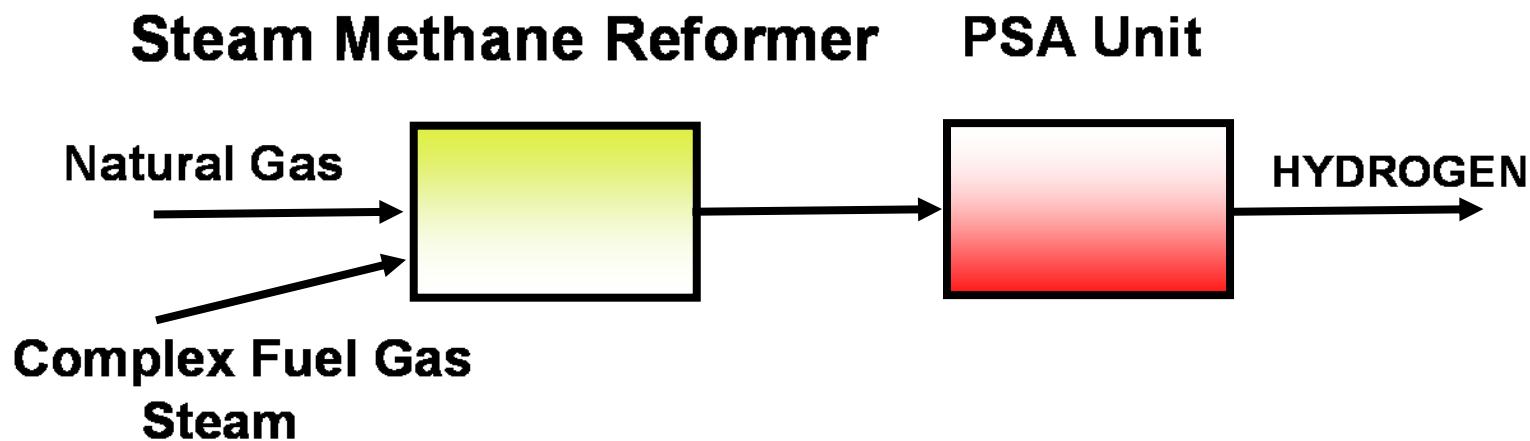 Steam Methane Reformer
PSA Unit
Natural Gas
HYDROGEN
Complex Fuel Gas
Steam